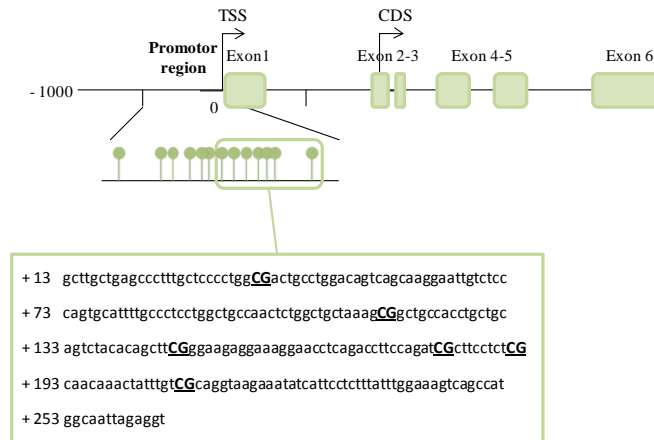 TSS CDS
Promotor region Exon1 Exon 2-3 Exon 4-5 Exon 6
- 1000 0
+ 13 gcttgctgagcccctttgctcccctggCGactgcctggacagtcagcaaggaattgtctcc
+ 73 cagtgcattttgccctcctggctgccaactctggctgctaaagCGgctgccacctgctgc
+ 133 agtctacacagcttCGggaagaggaaaggaacctcagaccttccagatCGcttcctctCG
+ 193 caacaaactatttgtCGcaggtaagaaatatcattcctctttatttggaaagtcagccat
+ 253 ggcaattagaggt